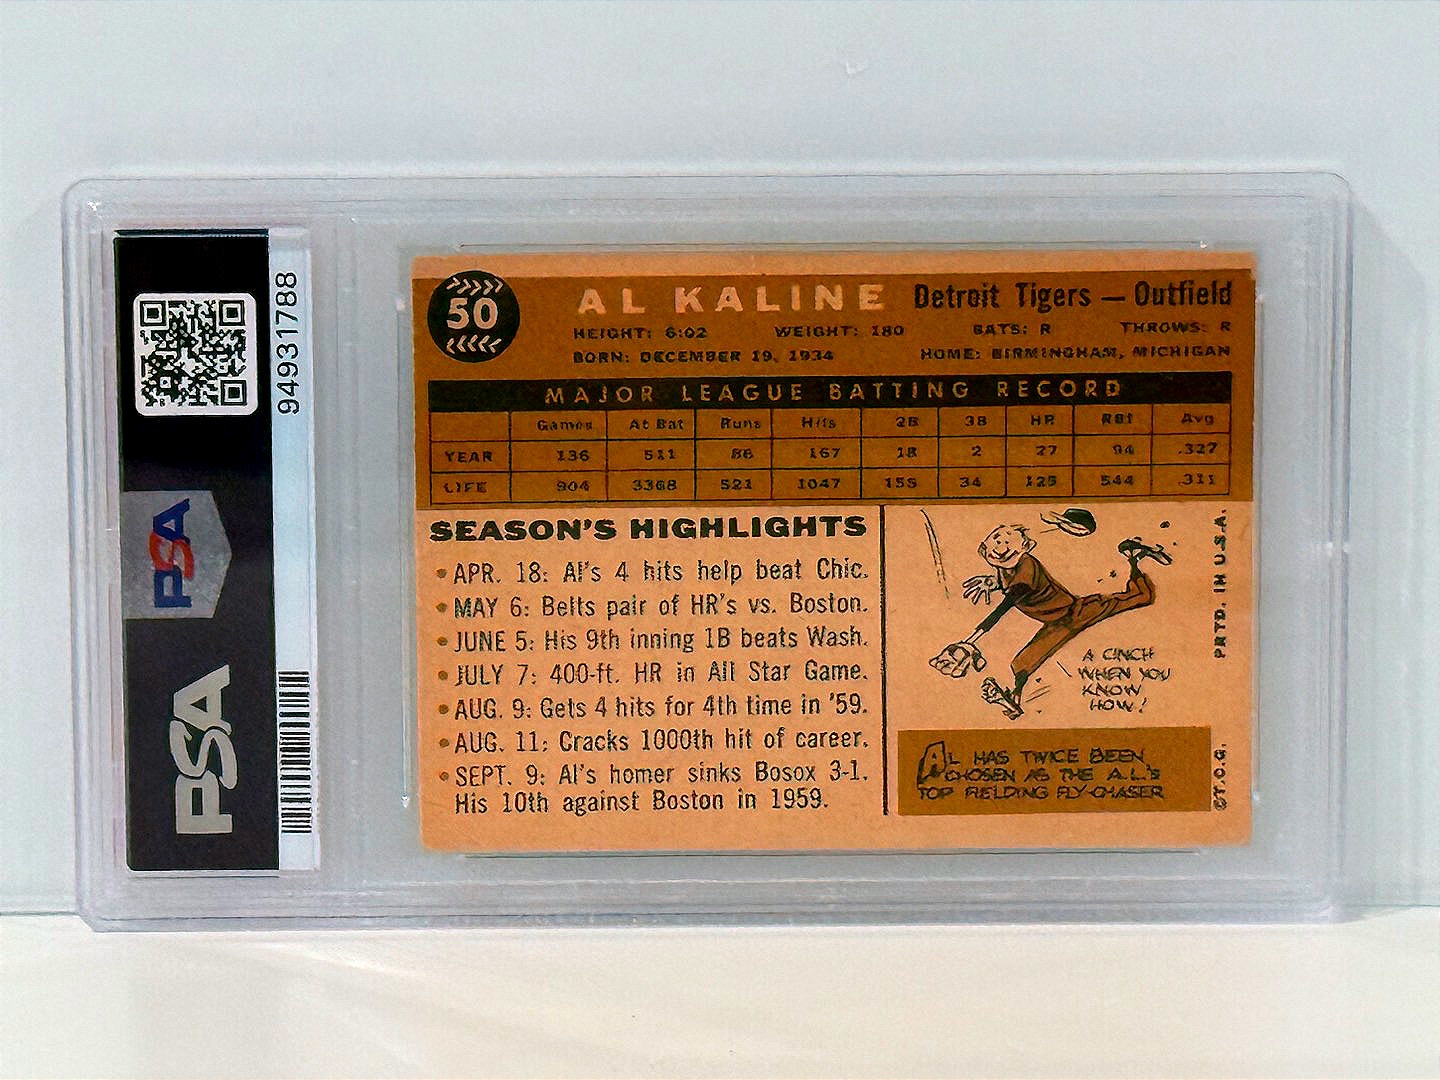 94931788
PSA
PSA
50
AL KALINE Detroit Tigers — Outfield
HEIGHT: 6:02 WEIGHT: 180 BATS: R THROWS: R
BORN: DECEMBER 19, 1934 HOME: BIRMINGHAM, MICHIGAN
MAJOR LEAGUE BATTING RECORD
Games At Bat Runs Hits 2B 3B HR RBI Avg
YEAR 136 511 86 167 18 2 27 94 .327
LIFE 904 3368 521 1047 155 34 125 544 .311
SEASON'S HIGHLIGHTS
• APR. 18: Al's 4 hits help beat Chic.
• MAY 6: Belts pair of HR's vs. Boston.
• JUNE 5: His 9th inning 1B beats Wash.
• JULY 7: 400-ft. HR in All Star Game.
• AUG. 9: Gets 4 hits for 4th time in '59.
• AUG. 11: Cracks 1000th hit of career.
• SEPT. 9: Al's homer sinks Bosox 3-1.
His 10th against Boston in 1959.
A CINCH
WHEN YOU
KNOW
HOW!
AL HAS TWICE BEEN
CHOSEN AS THE A.L.'S
TOP FIELDING FLY-CHASER
PRTD. IN U.S.A.
©T.C.G.